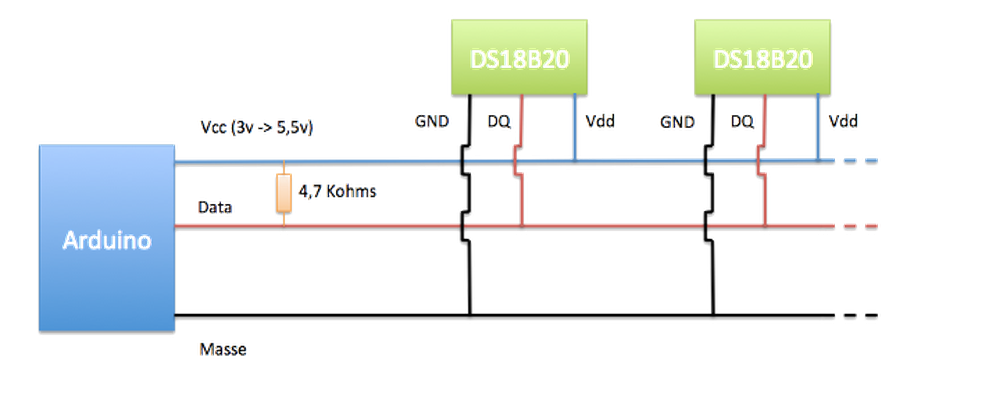 DS18B20
DS18B20
GND
DQ
Vdd
GND
DQ
Vdd
Vcc (3v -> 5,5v)
4,7 Kohms
Data
Arduino
Masse